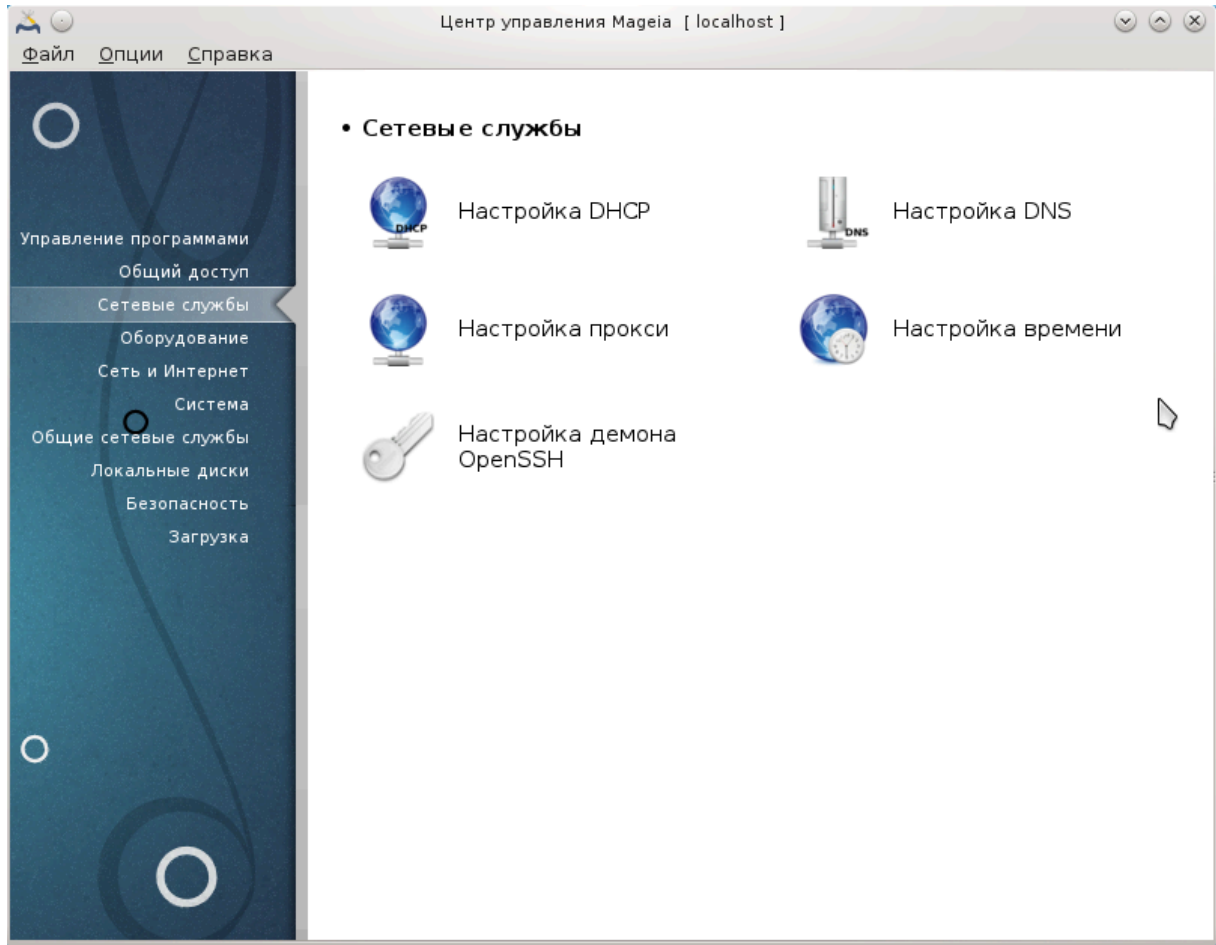 Центр управления Mageia [ localhost ]
Файл Опции Справка
• Сетевые службы
Настройка DHCP
DHCP
Настройка DNS
DNS
Настройка прокси
Настройка времени
Настройка демона
OpenSSH
Управление программами
Общий доступ
Сетевые службы
Оборудование
Сеть и Интернет
Система
Общие сетевые службы
Локальные диски
Безопасность
Загрузка